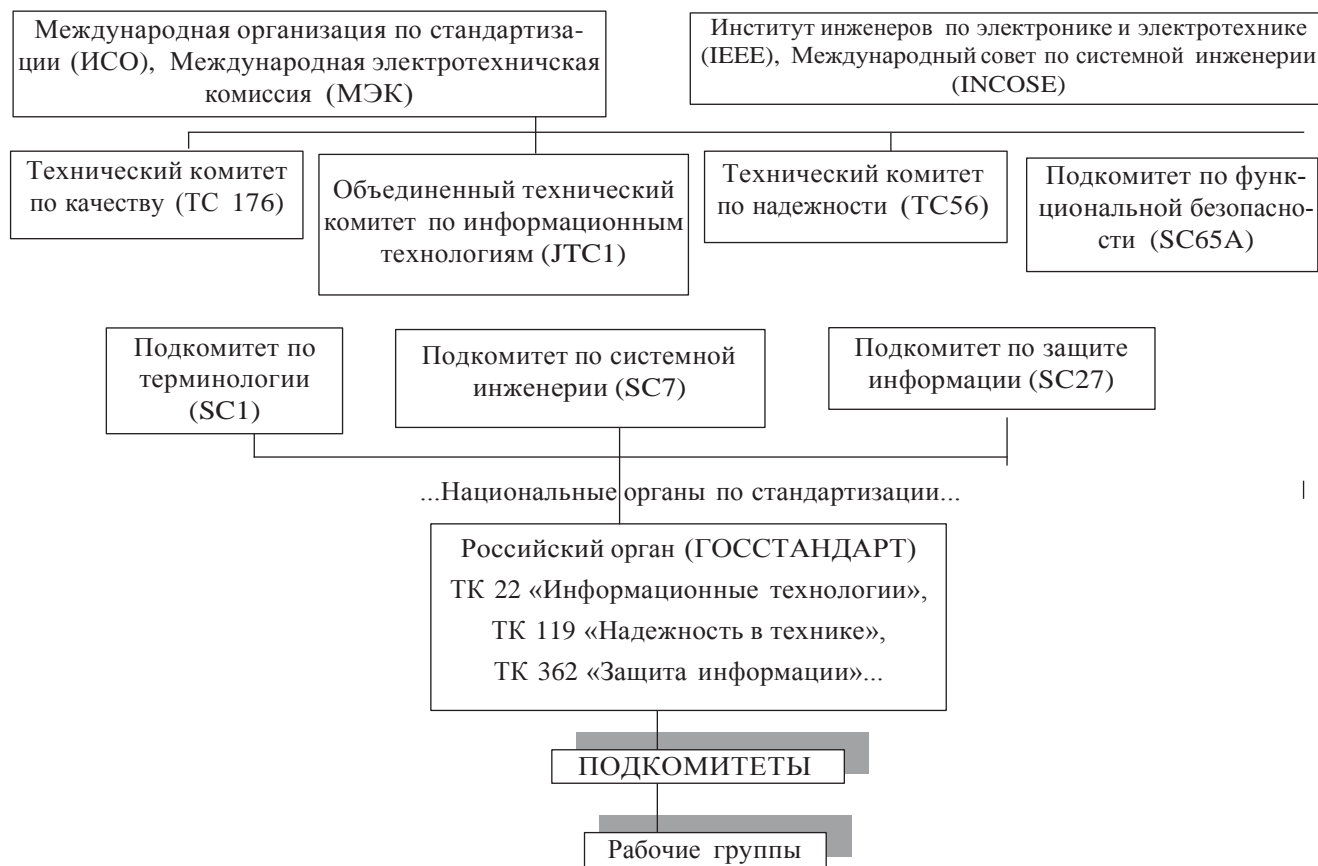 Международная организация по стандартиза-
ции (ИСО), Международная электротехничская
комиссия (МЭК)
Институт инженеров по электронике и электротехнике
(IEEE), Международный совет по системной инженерии
(INCOSE)
Технический комитет
по качеству (ТС 176)
Объединенный технический
комитет по информационным
технологиям (JTC1)
Технический комитет
по надежности (ТС56)
Подкомитет по функ-
циональной безопасно-
сти (SC65A)
Подкомитет по
терминологии
(SC1)
Подкомитет по системной
инженерии (SC7)
Подкомитет по защите
информации (SC27)
...Национальные органы по стандартизации...
Российский орган (ГОССТАНДАРТ)
ТК 22 «Информационные технологии»,
ТК 119 «Надежность в технике»,
ТК 362 «Защита информации»...
ПОДКОМИТЕТЫ
Рабочие группы